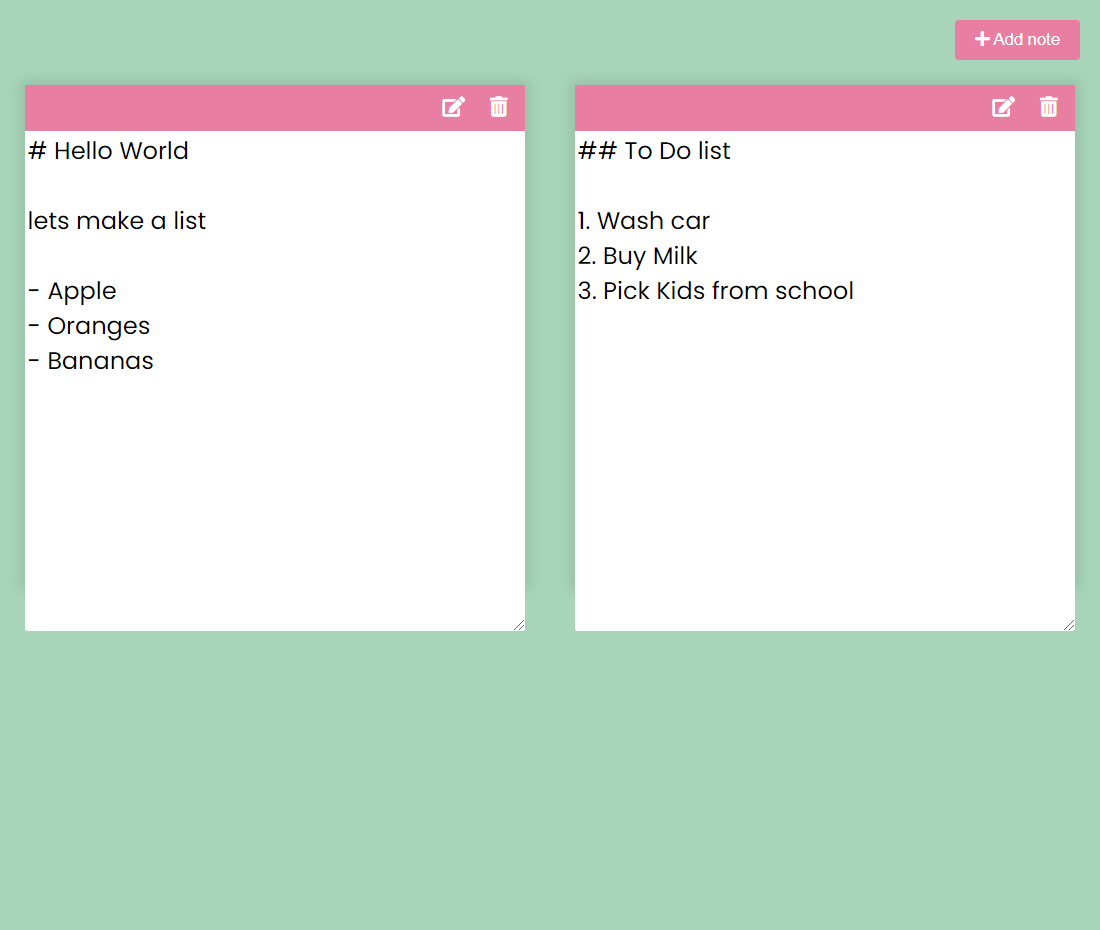 Add note
# Hello World
lets make a list
- Apple
- Oranges
- Bananas
## To Do list
1. Wash car
2. Buy Milk
3. Pick Kids from school